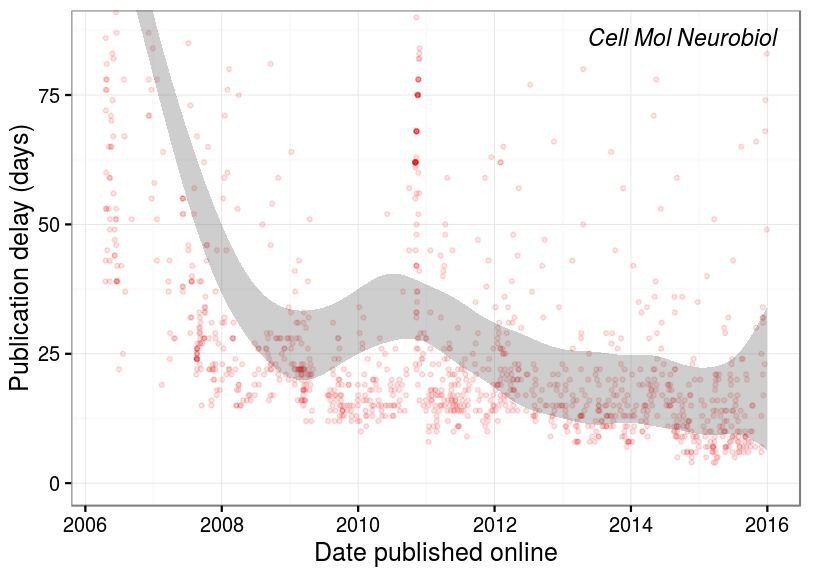 Cell Mol Neurobiol
Publication delay (days)
75
50
25
0
2006 2008 2010 2012 2014 2016
Date published online